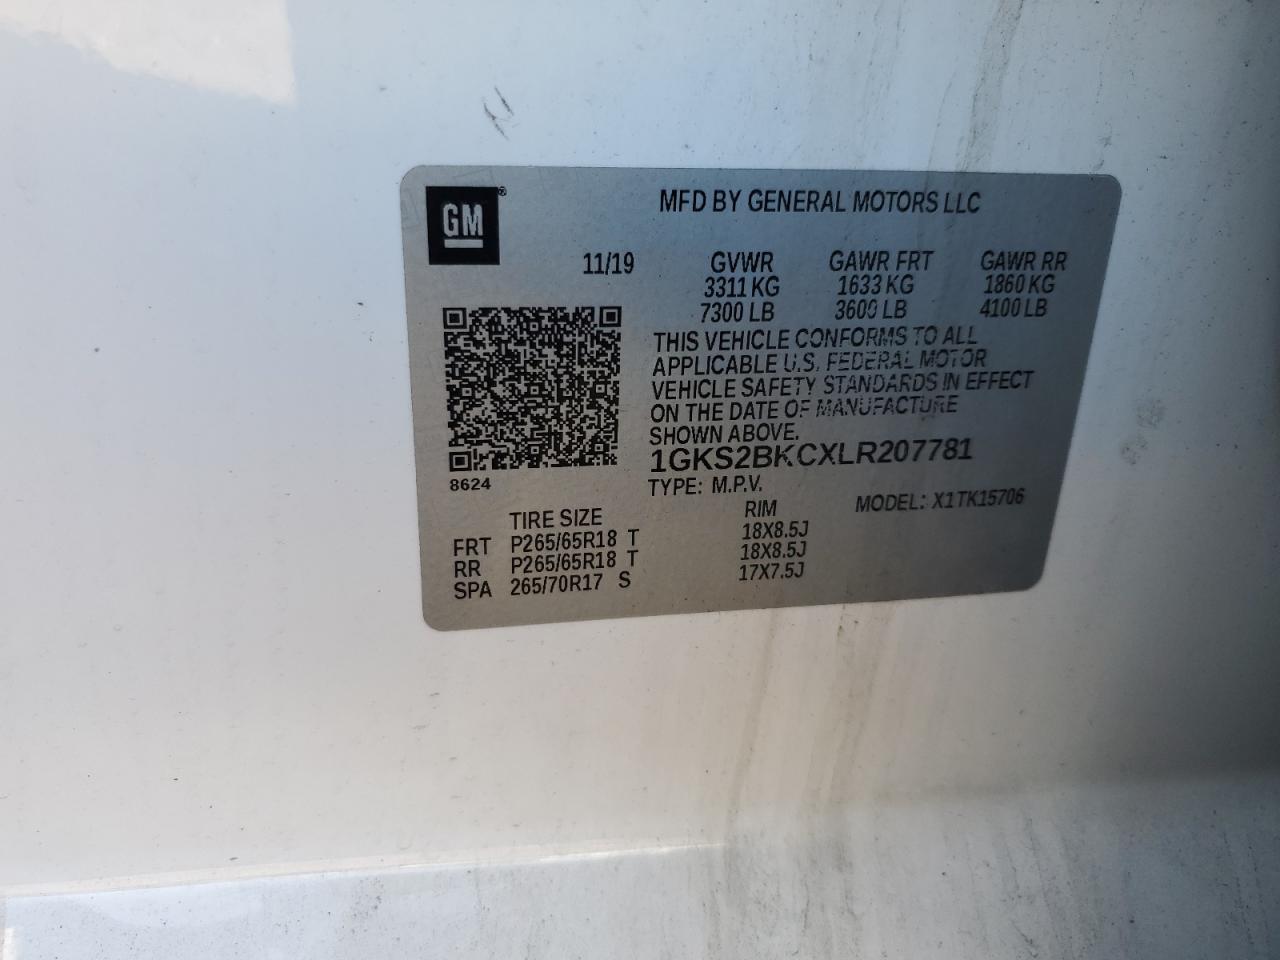 GM®
MFD BY GENERAL MOTORS LLC
11/19 GVWR GAWR FRT GAWR RR
3311 KG 1633 KG 1860 KG
7300 LB 3600 LB 4100 LB
THIS VEHICLE CONFORMS TO ALL
APPLICABLE U.S. FEDERAL MOTOR
VEHICLE SAFETY STANDARDS IN EFFECT
ON THE DATE OF MANUFACTURE
SHOWN ABOVE.
1GKS2BKCXLR207781
8624
TYPE: M.P.V. MODEL: X1TK15706
TIRE SIZE RIM
FRT P265/65R18 T 18X8.5J
RR P265/65R18 T 18X8.5J
SPA 265/70R17 S 17X7.5J